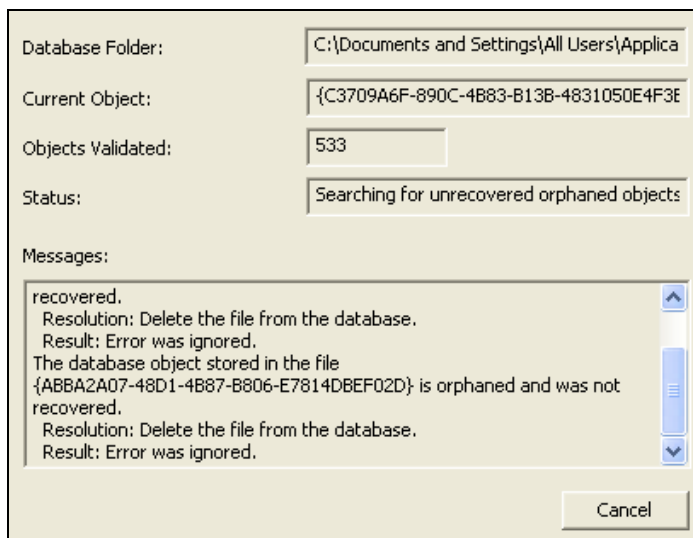 Database Folder:
C:\Documents and Settings\All Users\Applica
Current Object:
{C3709A6F-890C-4B83-B13B-4831050E4F3E
Objects Validated:
533
Status:
Searching for unrecovered orphaned objects
Messages:
recovered.
Resolution: Delete the file from the database.
Result: Error was ignored.
The database object stored in the file
{ABBA2A07-48D1-4B87-B806-E7814DBEF02D} is orphaned and was not
recovered.
Resolution: Delete the file from the database.
Result: Error was ignored.
Cancel